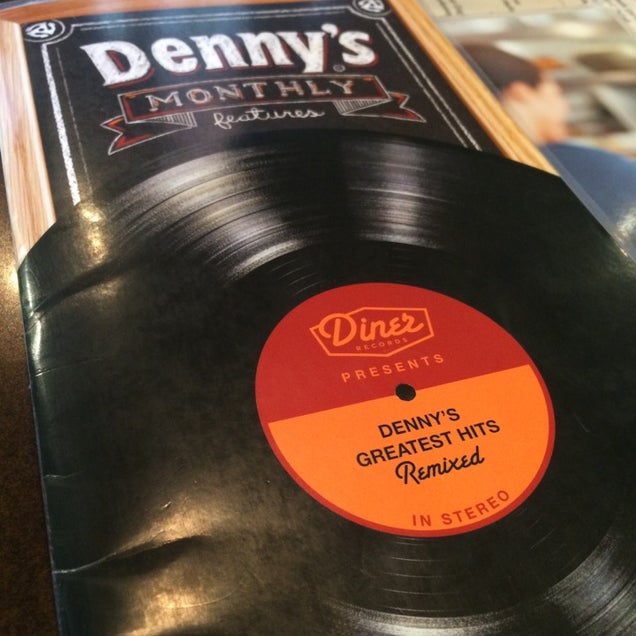 Denny's
MONTHLY
features
Diner
RECORDS
PRESENTS
DENNY'S
GREATEST HITS
Remixed
IN STEREO